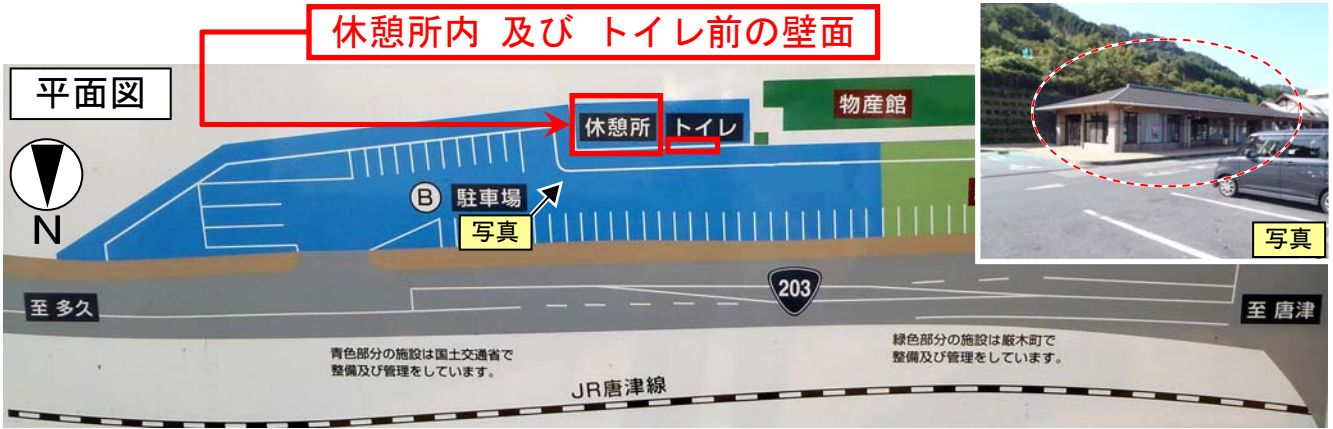 休憩所内 及び トイレ前の壁面
平面図
N
休憩所
トイレ
物産館
B 駐車場
写真
写真
至 多久
203
至 唐津
青色部分の施設は国土交通省で
整備及び管理をしています。
緑色部分の施設は厳木町で
整備及び管理をしています。
JR唐津線